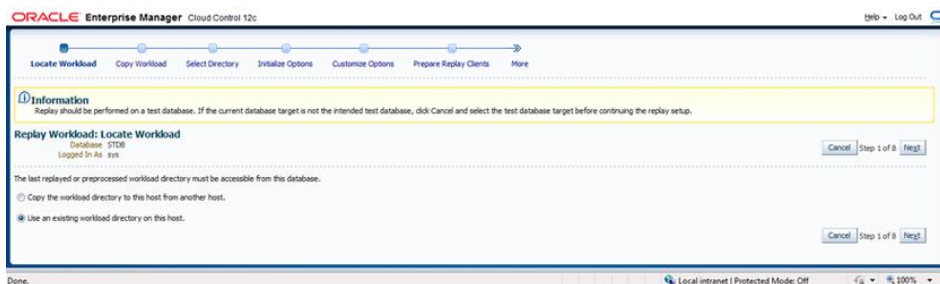 ORACLE Enterprise Manager Cloud Control 12c
Help Log Out
Locate Workload Copy Workload Select Directory Initialize Options Customize Options Prepare Replay Clients More
Information
Replay should be performed on a test database. If the current database target is not the intended test database, click Cancel and select the test database target before continuing the replay setup.
Replay Workload: Locate Workload
Database STDB
Logged In As sys
Cancel Step 1 of 8 Next
The last replayed or preprocessed workload directory must be accessible from this database.
Copy the workload directory to this host from another host.
Use an existing workload directory on this host.
Cancel Step 1 of 8 Next
Done. Local intranet | Protected Mode: Off 100%